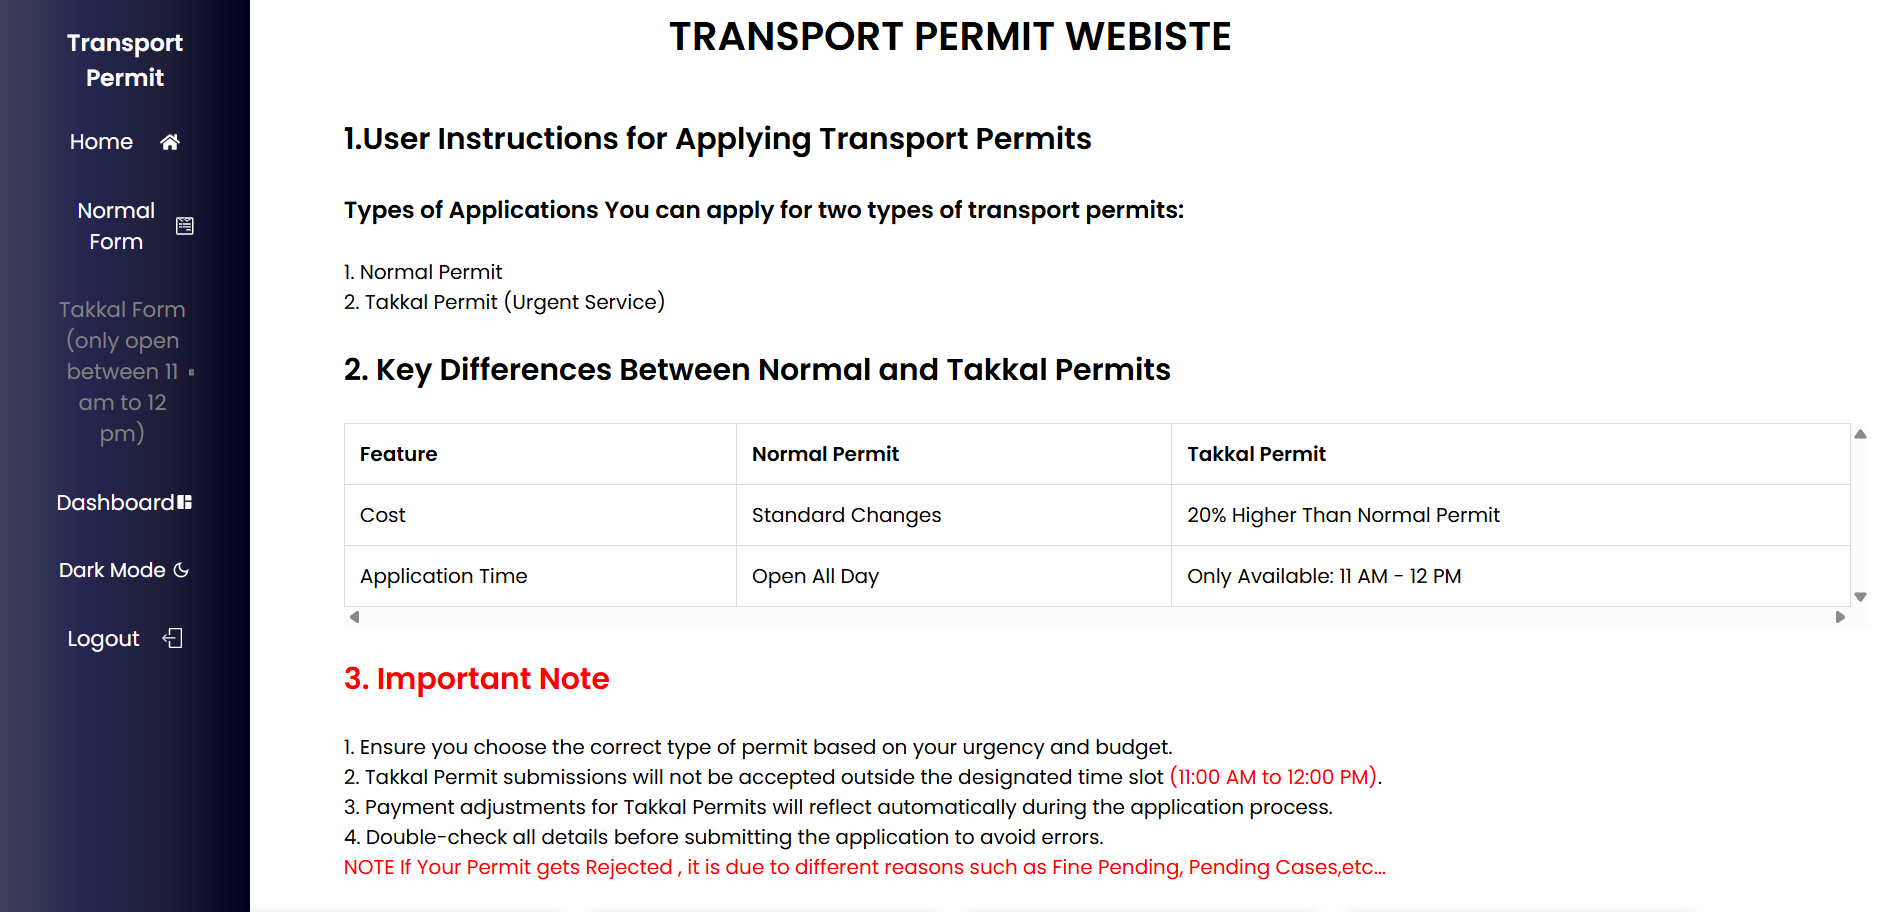 Transport
Permit
Home
Normal
Form
Takkal Form
(only open
between 11
am to 12
pm)
Dashboard
Dark Mode
Logout
TRANSPORT PERMIT WEBISTE
1.User Instructions for Applying Transport Permits
Types of Applications You can apply for two types of transport permits:
1. Normal Permit
2. Takkal Permit (Urgent Service)
2. Key Differences Between Normal and Takkal Permits
Feature Normal Permit Takkal Permit
Cost Standard Changes 20% Higher Than Normal Permit
Application Time Open All Day Only Available: 11 AM - 12 PM
3. Important Note
1. Ensure you choose the correct type of permit based on your urgency and budget.
2. Takkal Permit submissions will not be accepted outside the designated time slot (11:00 AM to 12:00 PM).
3. Payment adjustments for Takkal Permits will reflect automatically during the application process.
4. Double-check all details before submitting the application to avoid errors.
NOTE If Your Permit gets Rejected , it is due to different reasons such as Fine Pending, Pending Cases,etc...